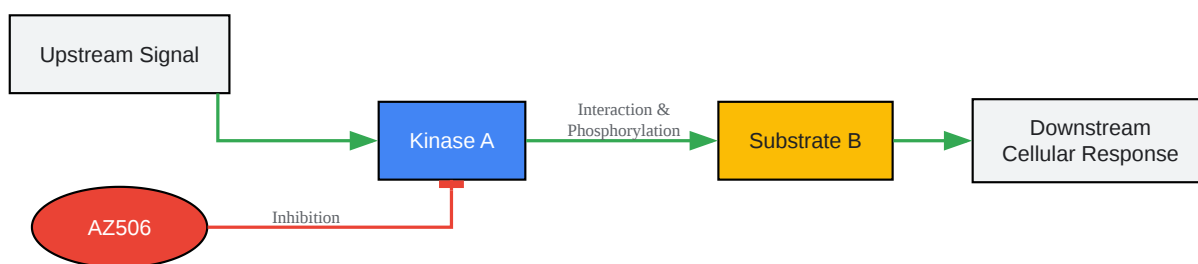 Upstream Signal
Kinase A
Interaction &
Phosphorylation
Substrate B
Downstream
Cellular Response
AZ506
Inhibition